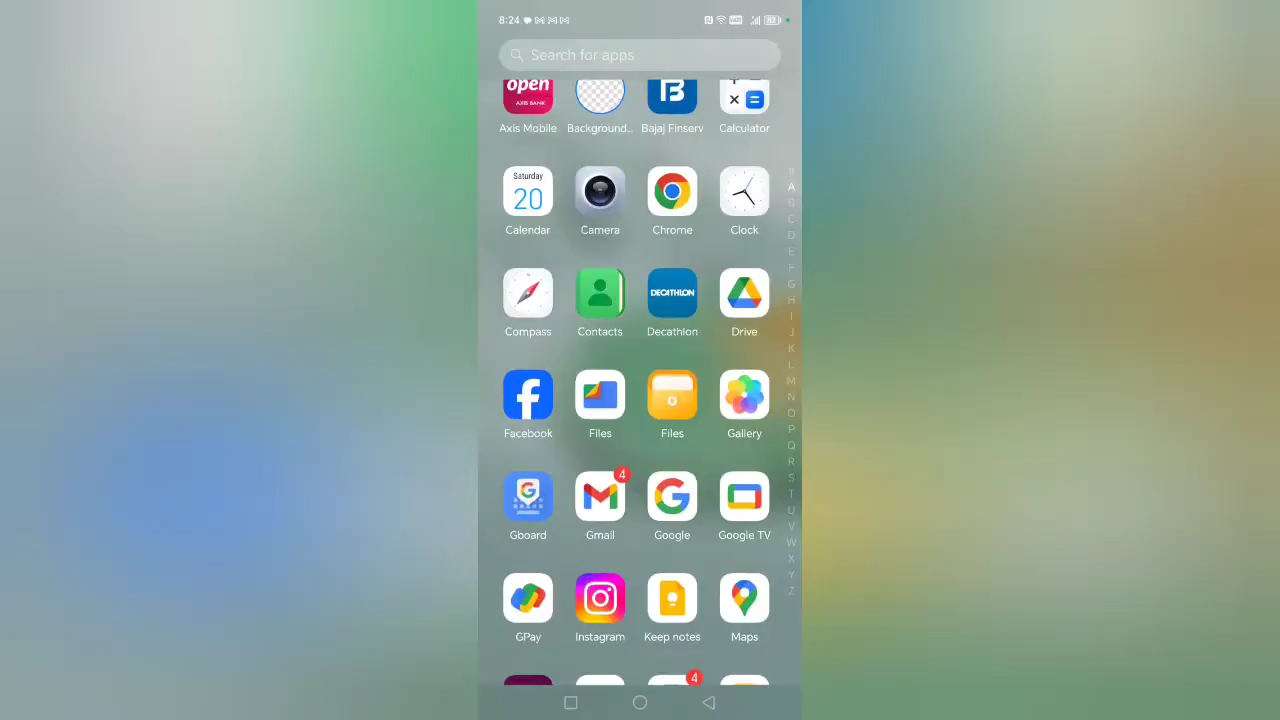 8:24
Search for apps
open
AXIS BANK
Axis Mobile
Background...
Bajaj Finserv
Calculator
Saturday
20
Calendar
Camera
Chrome
Clock
DECATHLON
Compass
Contacts
Decathlon
Drive
Facebook
Files
Files
Gallery
4
Gboard
Gmail
Google
Google TV
GPay
Instagram
Keep notes
Maps
4
#
A
B
C
D
E
F
G
H
I
J
K
L
M
N
O
P
Q
R
S
T
U
V
W
X
Y
Z